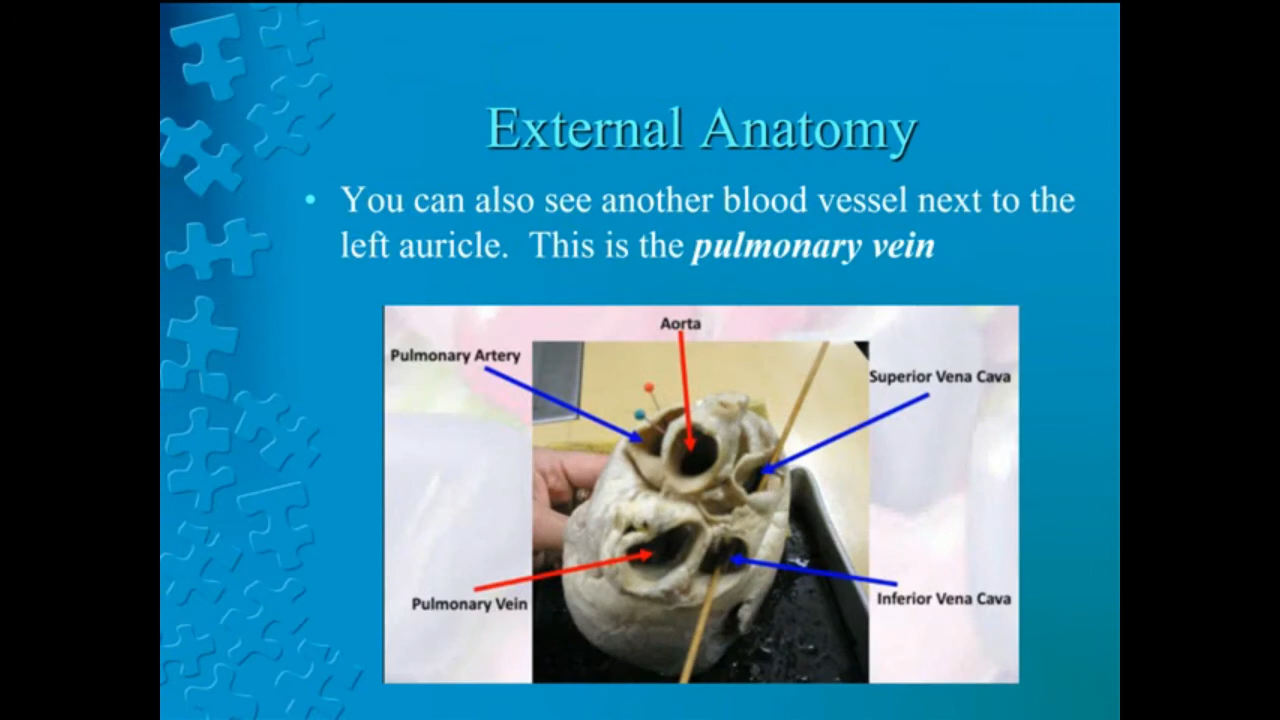 External Anatomy
• You can also see another blood vessel next to the
left auricle. This is the pulmonary vein
Aorta
Pulmonary Artery
Superior Vena Cava
Pulmonary Vein
Inferior Vena Cava